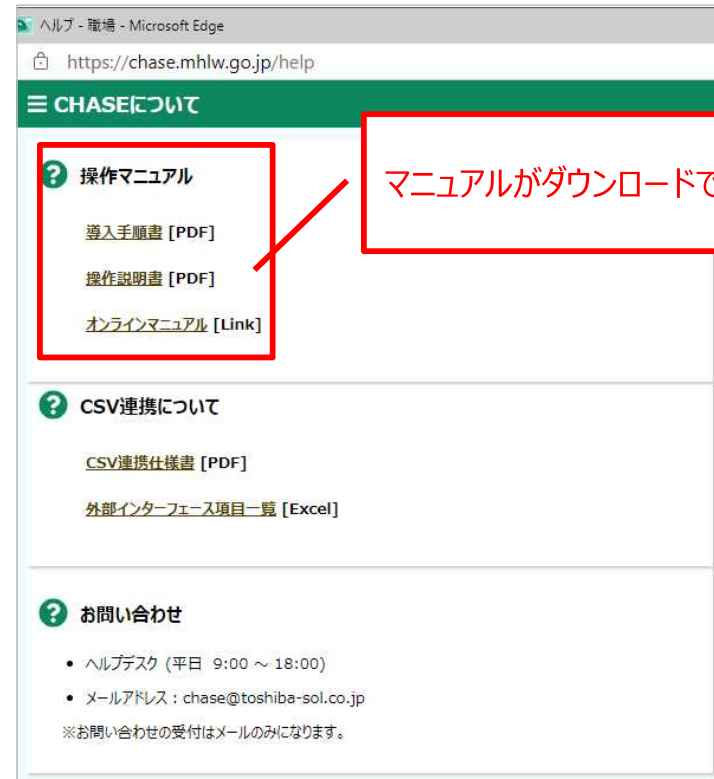 ヘルプ - 職場 - Microsoft Edge
https://chase.mhlw.go.jp/help
☰ CHASEについて
? 操作マニュアル
マニュアルがダウンロードで
導入手順書 [PDF]
操作説明書 [PDF]
オンラインマニュアル [Link]
? CSV連携について
CSV連携仕様書 [PDF]
外部インターフェース項目一覧 [Excel]
? お問い合わせ
• ヘルプデスク (平日 9:00 ~ 18:00)
• メールアドレス : chase@toshiba-sol.co.jp
※お問い合わせの受付はメールのみになります。